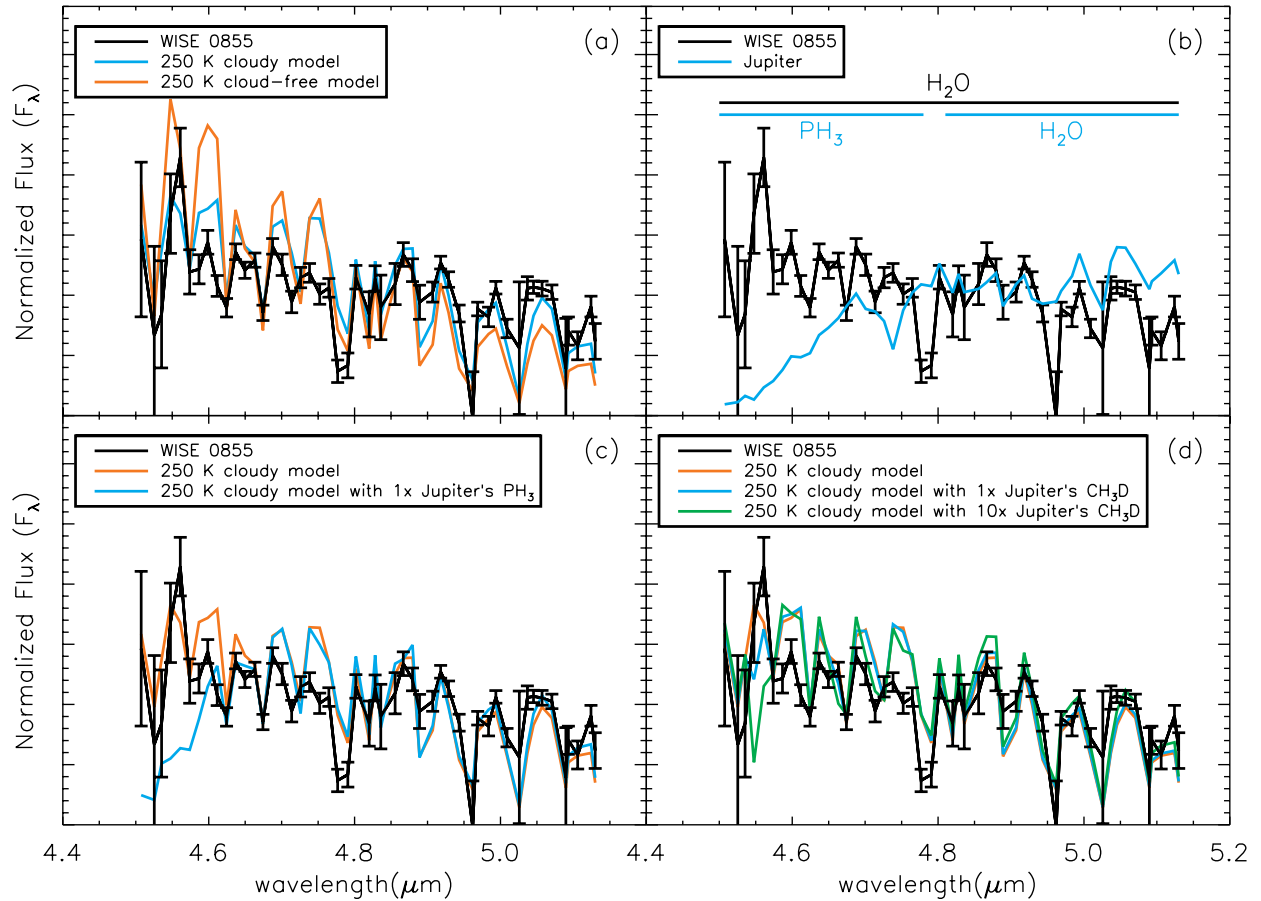 WISE 0855
250 K cloudy model
250 K cloud-free model
(a)
WISE 0855
Jupiter
(b)
H₂O
PH₃
H₂O
Normalized Flux (Fλ)
WISE 0855
250 K cloudy model
250 K cloudy model with 1x Jupiter's PH₃
(c)
WISE 0855
250 K cloudy model
250 K cloudy model with 1x Jupiter's CH₃D
250 K cloudy model with 10x Jupiter's CH₃D
(d)
Normalized Flux (Fλ)
4.4 4.6 4.8 5.0 4.4 4.6 4.8 5.0 5.2
wavelength(μm) wavelength(μm)